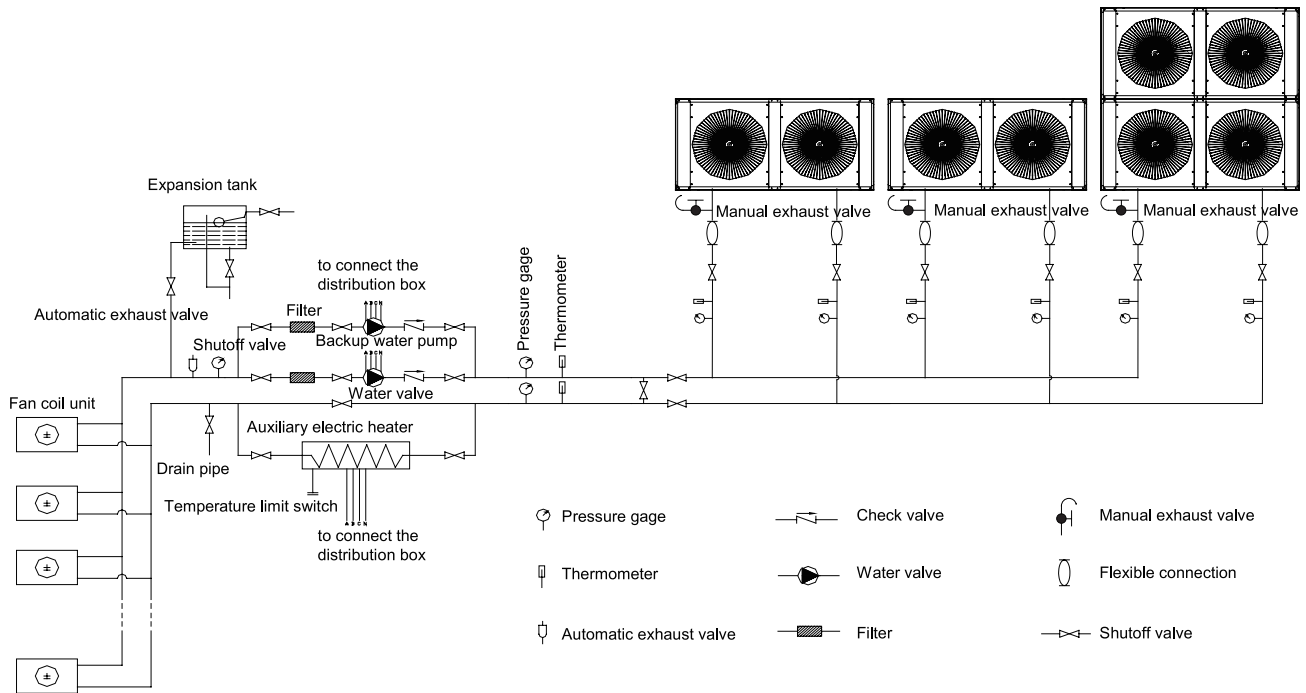 Expansion tank
Manual exhaust valve
Manual exhaust valve
Manual exhaust valve
to connect the
distribution box
A B C N
Pressure gage
Thermometer
Automatic exhaust valve
Filter
Shutoff valve
Backup water pump
A B C N
Water valve
Fan coil unit
Auxiliary electric heater
Drain pipe
Temperature limit switch
A B C N
to connect the
distribution box
Pressure gage
Check valve
Manual exhaust valve
Thermometer
Water valve
Flexible connection
Automatic exhaust valve
Filter
Shutoff valve